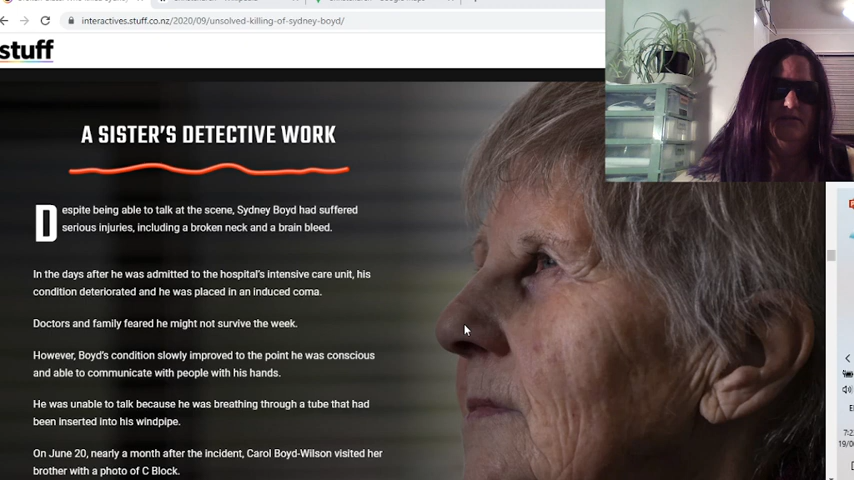 interactives.stuff.co.nz/2020/09/unsolved-killing-of-sydney-boyd/
stuff
A SISTER'S DETECTIVE WORK
Despite being able to talk at the scene, Sydney Boyd had suffered
serious injuries, including a broken neck and a brain bleed.
In the days after he was admitted to the hospital's intensive care unit, his
condition deteriorated and he was placed in an induced coma.
Doctors and family feared he might not survive the week.
However, Boyd's condition slowly improved to the point he was conscious
and able to communicate with people with his hands.
He was unable to talk because he was breathing through a tube that had
been inserted into his windpipe.
On June 20, nearly a month after the incident, Carol Boyd-Wilson visited her
brother with a photo of C Block.